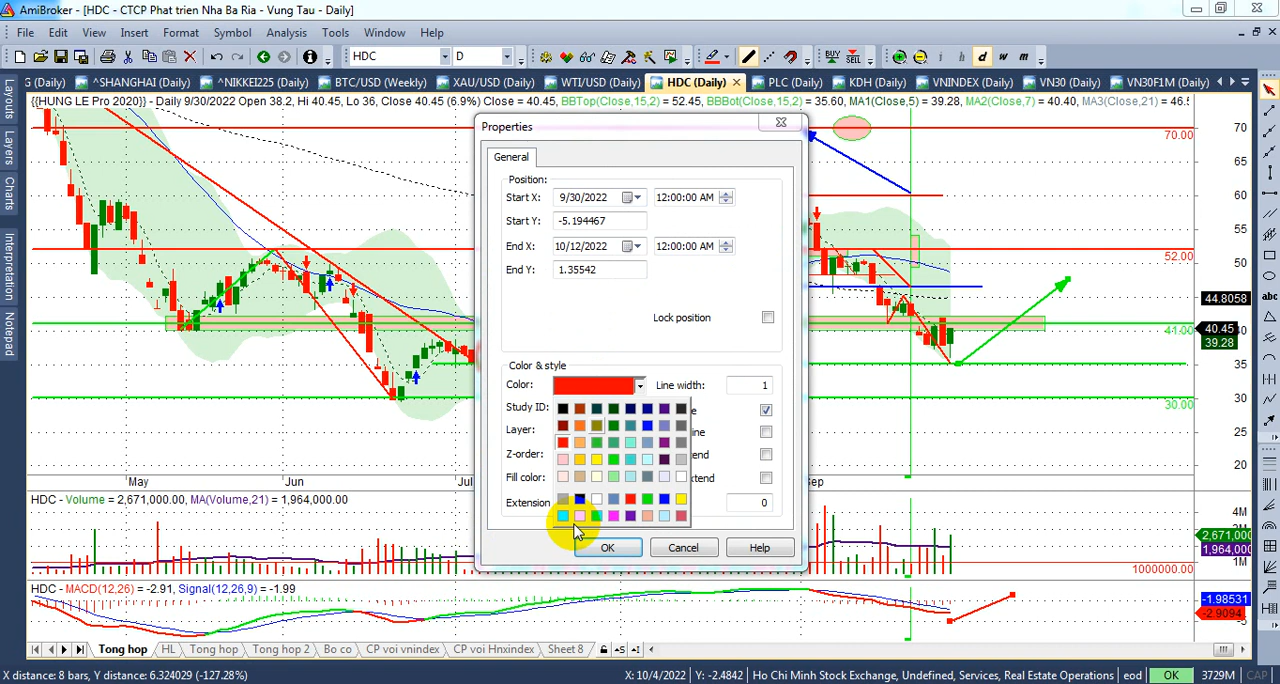 AmiBroker - [HDC - CTCP Phat trien Nha Ba Ria - Vung Tau - Daily]
File Edit View Insert Format Symbol Analysis Tools Window Help
HDC D BUY SELL i h d w m
G (Daily) ^SHANGHAI (Daily) ^NIKKEI225 (Daily) BTC/USD (Weekly) XAU/USD (Daily) WTI/USD (Daily) HDC (Daily) PLC (Daily) KDH (Daily) VNINDEX (Daily) VN30 (Daily) VN30F1M (Daily)
{{HUNG LE Pro 2020}} - Daily 9/30/2022 Open 38.2, Hi 40.45, Lo 36, Close 40.45 (6.9%) Close = 40.45, BBTop(Close,15,2) = 52.45, BBBot(Close,15,2) = 35.60, MA1(Close,5) = 39.28, MA2(Close,7) = 40.40, MA3(Close,21) = 46.5
Layouts
Layers
Charts
Interpretation
Notepad
Properties
General
Position:
Start X: 9/30/2022 12:00:00 AM
Start Y: -5.194467
End X: 10/12/2022 12:00:00 AM
End Y: 1.35542
Lock position
Color & style
Color: Line width: 1
Study ID:
Layer:
Z-order:
Fill color:
Extension 0
OK Cancel Help
70.00 70
65
60
55
52.00
50
44.8058
40.45
41.00
39.28
35
30.00
25
20
abc
May Jun Jul Sep
HDC - Volume = 2,671,000.00, MA(Volume,21) = 1,964,000.00
4M
2,671,000
1,964,000
1M
1000000.00
HDC - MACD(12,26) = -2.91, Signal(12,26,9) = -1.99
-1.98531
-2.9094
Tong hop HL Tong hop Tong hop 2 Bo co CP voi vnindex CP voi Hnxindex Sheet 8
X distance: 8 bars, Y distance: 6.324029 (-127.28%) X: 10/4/2022 Y: -2.4842 Ho Chi Minh Stock Exchange, Undefined, Services, Real Estate Operations eod OK 3729M CAP